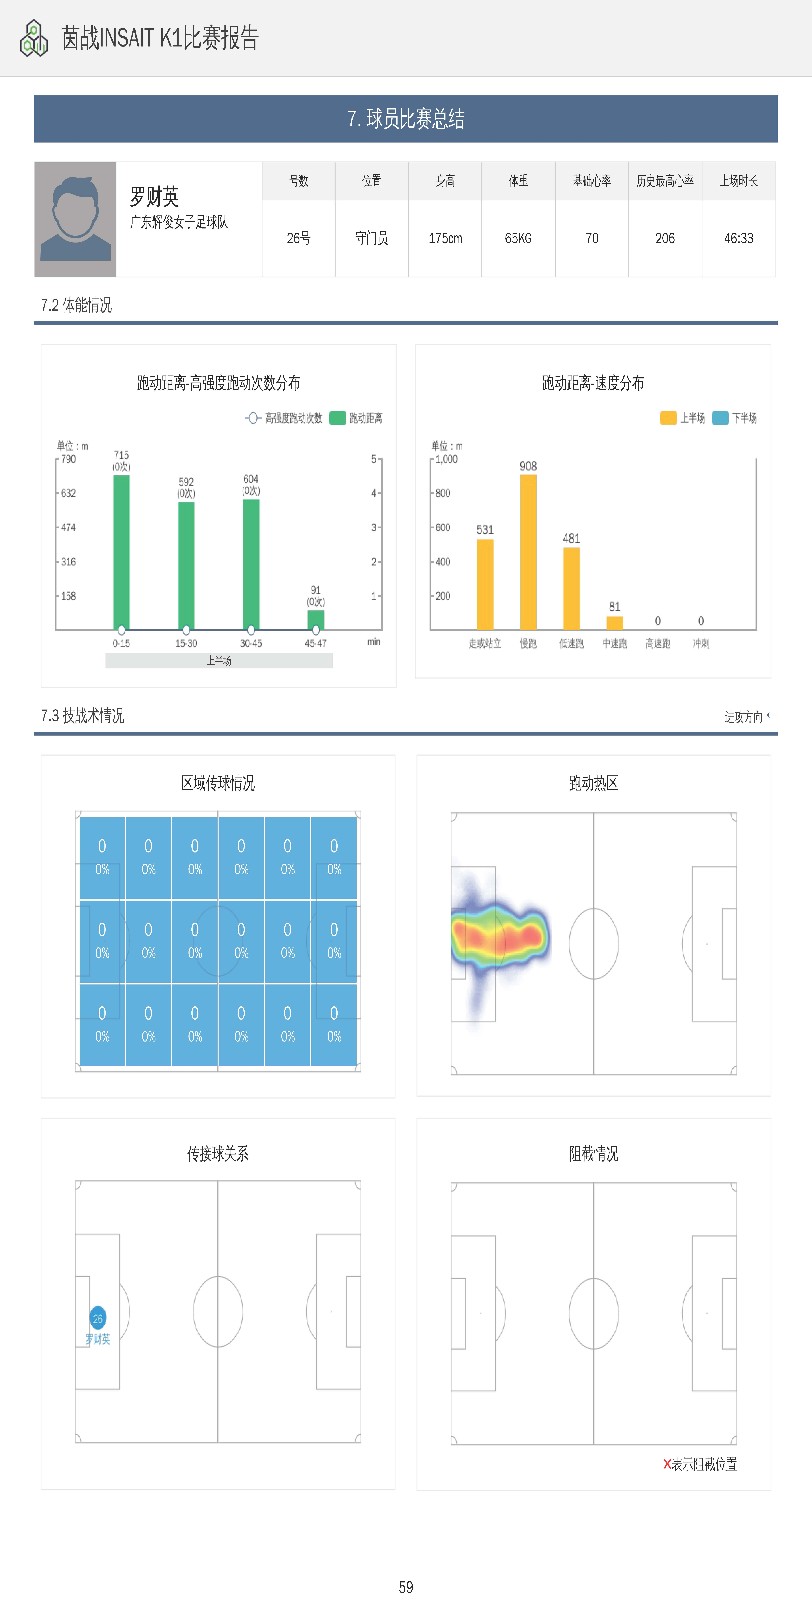 茵战INSAIT K1比赛报告
7. 球员比赛总结
罗财英
广东辉俊女子足球队
号数 位置 身高 体重 基础心率 历史最高心率 上场时长
26号 守门员 175cm 65KG 70 206 46:33
7.2 体能情况
跑动距离-高强度跑动次数分布
高强度跑动次数 跑动距离
单位：m
790 632 474 316 158
715
(0次)
592
(0次)
604
(0次)
91
(0次)
5 4 3 2 1
0-15 15-30 30-45 45-47 min
上半场
跑动距离-速度分布
上半场 下半场
单位：m
1,000 800 600 400 200
531 908 481 81 0 0
走或站立 慢跑 低速跑 中速跑 高速跑 冲刺
7.3 技战术情况
进攻方向
区域传球情况
0 0 0 0 0 0
0% 0% 0% 0% 0% 0%
0 0 0 0 0 0
0% 0% 0% 0% 0% 0%
0 0 0 0 0 0
0% 0% 0% 0% 0% 0%
跑动热区
传接球关系
26
罗财英
阻截情况
X表示阻截位置
59